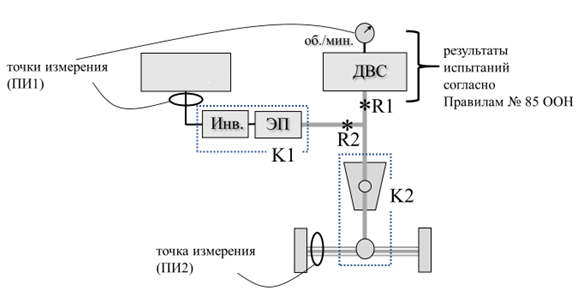 об./мин.
результаты
испытаний
согласно
Правилам № 85 ООН
точки измерения
(ПИ1)
ДВС
*R1
Инв.
ЭП
*
R2
K1
K2
точка измерения
(ПИ2)